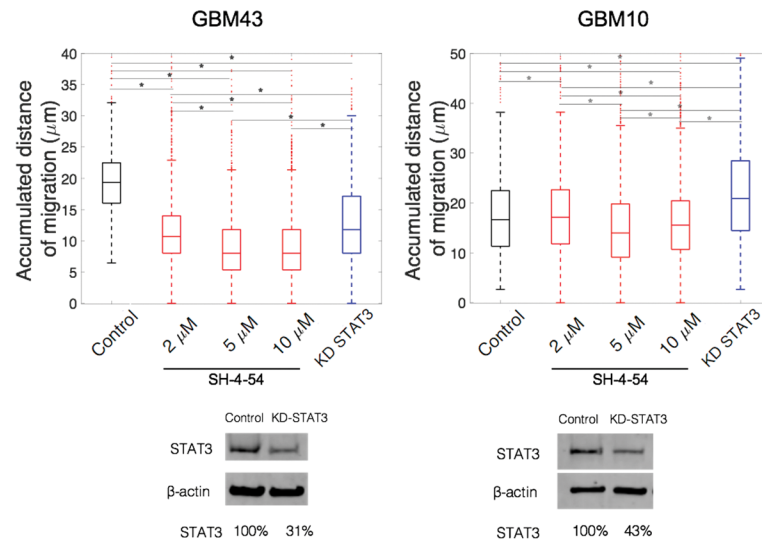 GBM43
GBM10
Accumulated distance
of migration (μm)
40
35
30
25
20
15
10
5
0
* * * * * * * * *
Control
2 μM
5 μM
10 μM
KD STAT3
SH-4-54
Accumulated distance
of migration (μm)
50
40
30
20
10
0
* * * * * * * * * *
Control
2 μM
5 μM
10 μM
KD STAT3
SH-4-54
Control KD-STAT3
STAT3
β-actin
STAT3 100% 31%
Control KD-STAT3
STAT3
β-actin
STAT3 100% 43%